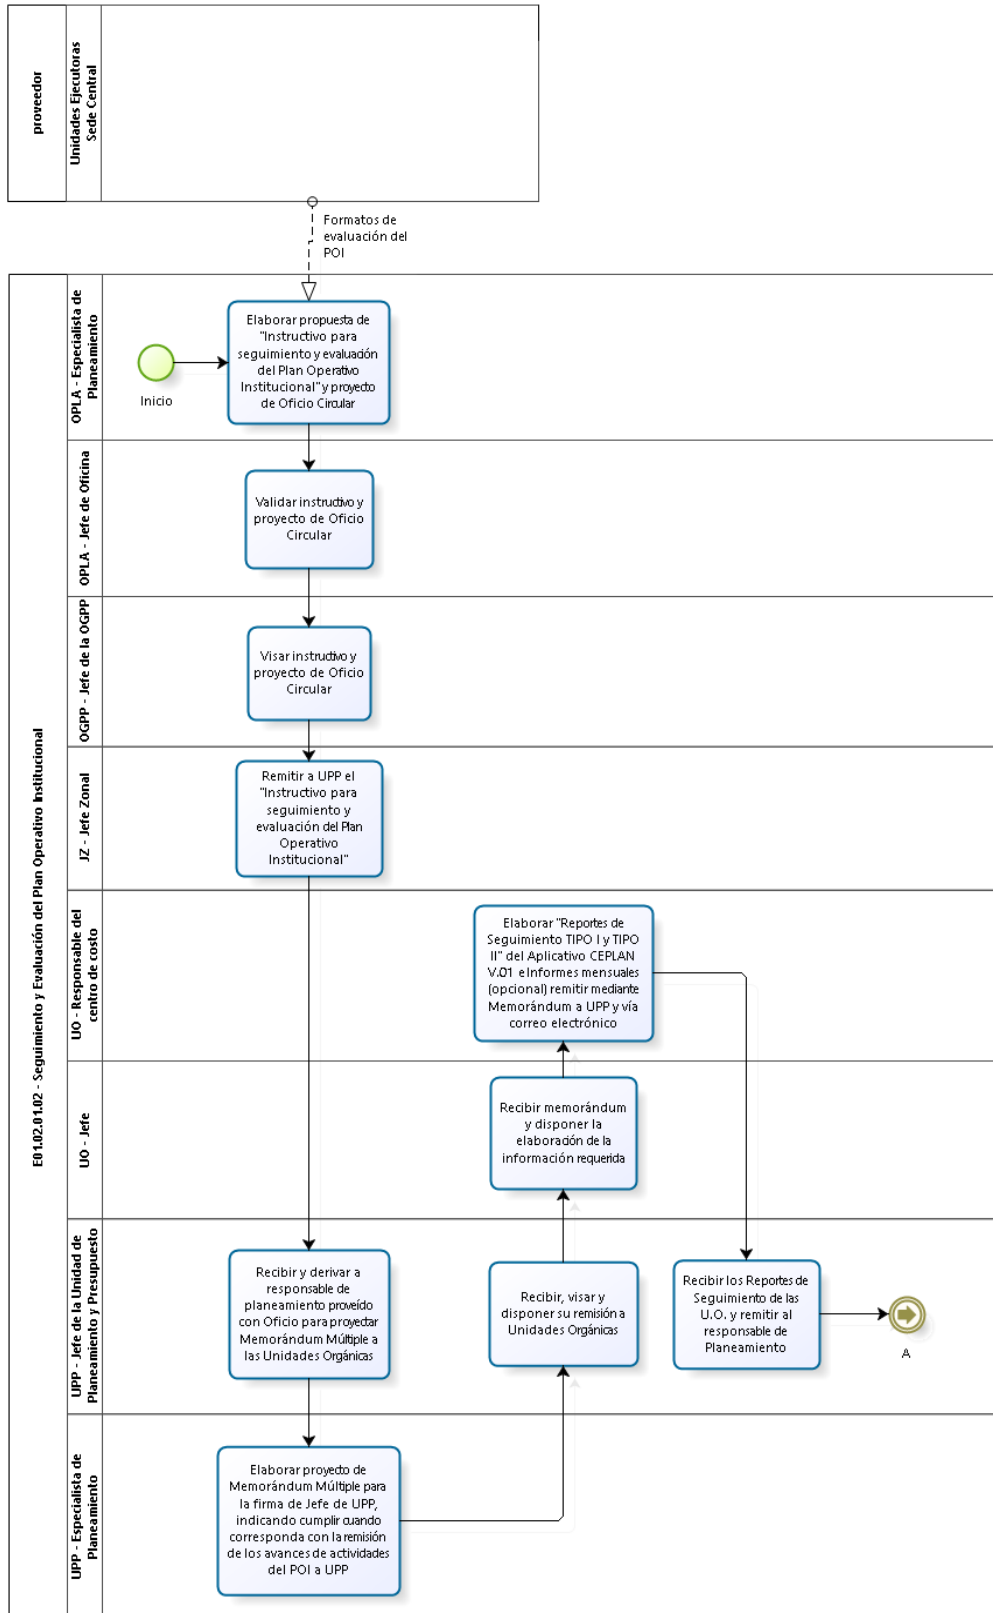 proveedor
Unidades Ejecutoras
Sede Central
Formatos de
evaluación del
POI
E01.02.01.02 - Seguimiento y Evaluación del Plan Operativo Institucional
OPLA - Especialista de
Planeamiento
Inicio
Elaborar propuesta de
"Instructivo para
seguimiento y evaluación
del Plan Operativo
Institucional" y proyecto
de Oficio Circular
OPLA - Jefe de Oficina
Validar instructivo y
proyecto de Oficio
Circular
OGPP - Jefe de la OGPP
Visar instructivo y
proyecto de Oficio
Circular
JZ - Jefe Zonal
Remitir a UPP el
"Instructivo para
seguimiento y
evaluación del Plan
Operativo
Institucional"
UO - Responsable del
centro de costo
Elaborar "Reportes de
Seguimiento TIPO I y TIPO
II" del Aplicativo CEPLAN
V.01 e Informes mensuales
(opcional) remitir mediante
Memorándum a UPP y vía
correo electrónico
UO - Jefe
Recibir memorándum
y disponer la
elaboración de la
información requerida
UPP - Jefe de la Unidad de
Planeamiento y Presupuesto
Recibir y derivar a
responsable de
planeamiento proveído
con Oficio para proyectar
Memorándum Múltiple a
las Unidades Orgánicas
Recibir, visar y
disponer su remisión a
Unidades Orgánicas
Recibir los Reportes de
Seguimiento de las
U.O. y remitir al
responsable de
Planeamiento
A
UPP - Especialista de
Planeamiento
Elaborar proyecto de
Memorándum Múltiple para
la firma de Jefe de UPP,
indicando cumplir cuando
corresponda con la remisión
de los avances de actividades
del POI a UPP